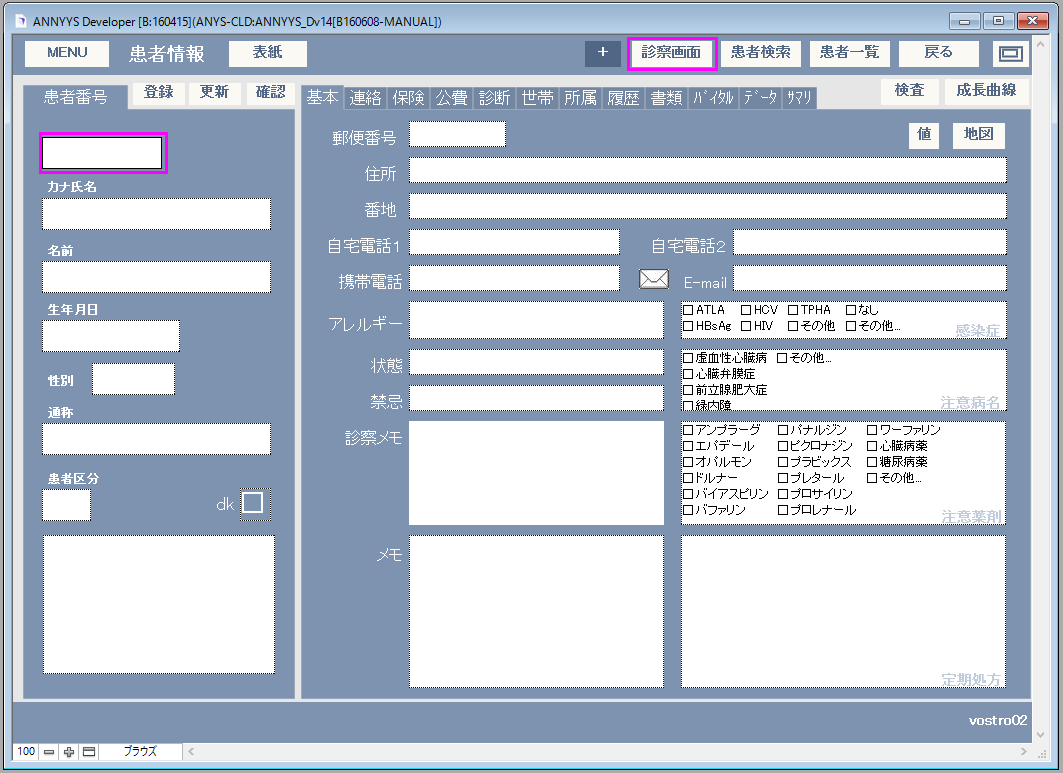 ANNYYS Developer [B:160415](ANYS-CLD:ANNYYS_Dv14[B160608-MANUAL])
MENU 患者情報 表紙 + 診察画面 患者検索 患者一覧 戻る
患者番号 登録 更新 確認
基本 連絡 保険 公費 診断 世帯 所属 履歴 書類 ﾊﾞｲﾀﾙ ﾃﾞｰﾀ ｻﾏﾘ 検査 成長曲線
カナ氏名
名前
生年月日
性別
通称
患者区分
dk
郵便番号 値 地図
住所
番地
自宅電話1 自宅電話2
携帯電話 E-mail
アレルギー
状態
禁忌
診察メモ
メモ
ATLA HCV TPHA なし
HBsAg HIV その他 その他...
感染症
虚血性心臓病 その他...
心臓弁膜症
前立腺肥大症
緑内障
注意病名
アンプラーグ パナルジン ワーファリン
エパデール ピクロナジン 心臓病薬
オパルモン プラビックス 糖尿病薬
ドルナー プレタール その他...
バイアスピリン プロサイリン
バファリン プロレナール
注意薬剤
定期処方
vostro02
100 ブラウズ